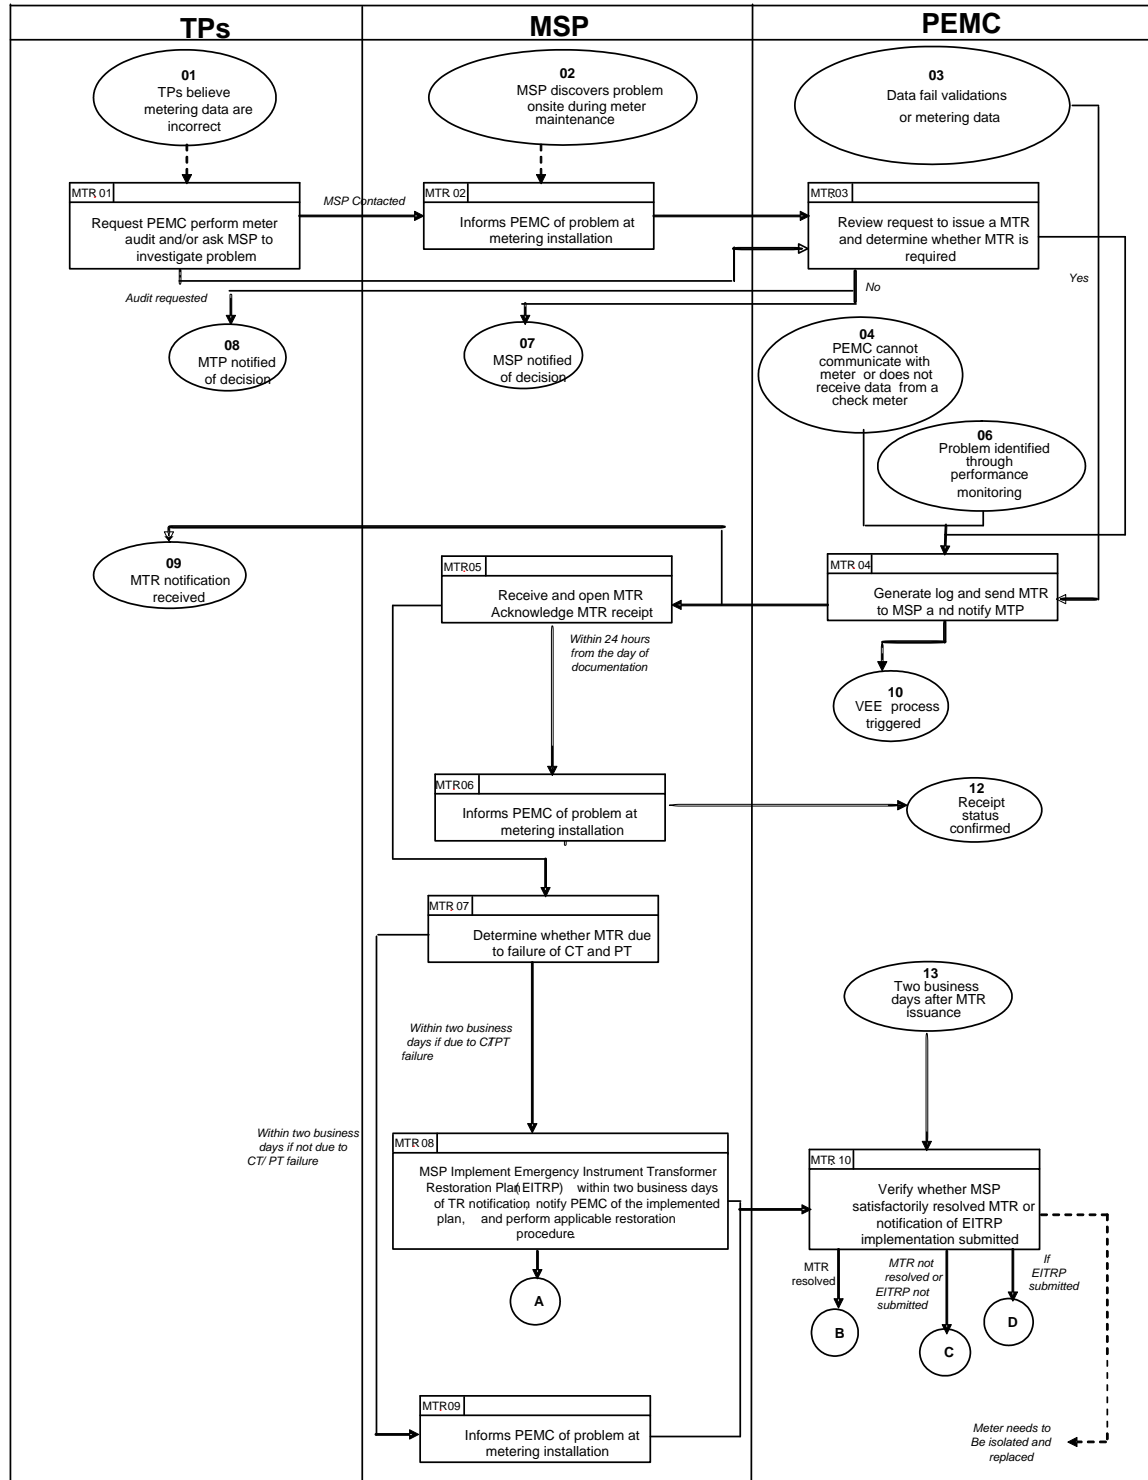 TPs
MSP
PEMC
01
TPs believe
metering data are
incorrect
02
MSP discovers problem
onsite during meter
maintenance
03
Data fail validations
or metering data
MTR 01
Request PEMC perform meter
audit and/or ask MSP to
investigate problem
MSP Contacted
MTR 02
Informs PEMC of problem at
metering installation
MTR03
Review request to issue a MTR
and determine whether MTR is
required
Audit requested
No
Yes
08
MTP notified
of decision
07
MSP notified
of decision
04
PEMC cannot
communicate with
meter or does not
receive data from a
check meter
06
Problem identified
through
performance
monitoring
09
MTR notification
received
MTR05
Receive and open MTR
Acknowledge MTR receipt
MTR 04
Generate log and send MTR
to MSP a nd notify MTP
Within 24 hours
from the day of
documentation
10
VEE process
triggered
MTR06
Informs PEMC of problem at
metering installation
12
Receipt
status
confirmed
MTR 07
Determine whether MTR due
to failure of CT and PT
13
Two business
days after MTR
issuance
Within two business
days if due to CTPT
failure
Within two business
days if not due to
CT/ PT failure
MTR 08
MSP Implement Emergency Instrument Transformer
Restoration Plan(EITRP) within two business days
of TR notification, notify PEMC of the implemented
plan, and perform applicable restoration
procedure.
MTR 10
Verify whether MSP
satisfactorily resolved MTR or
notification of EITRP
implementation submitted
A
MTR
resolved
MTR not
resolved or
EITRP not
submitted
If
EITRP
submitted
B
C
D
MTR09
Informs PEMC of problem at
metering installation
Meter needs to
Be isolated and
replaced